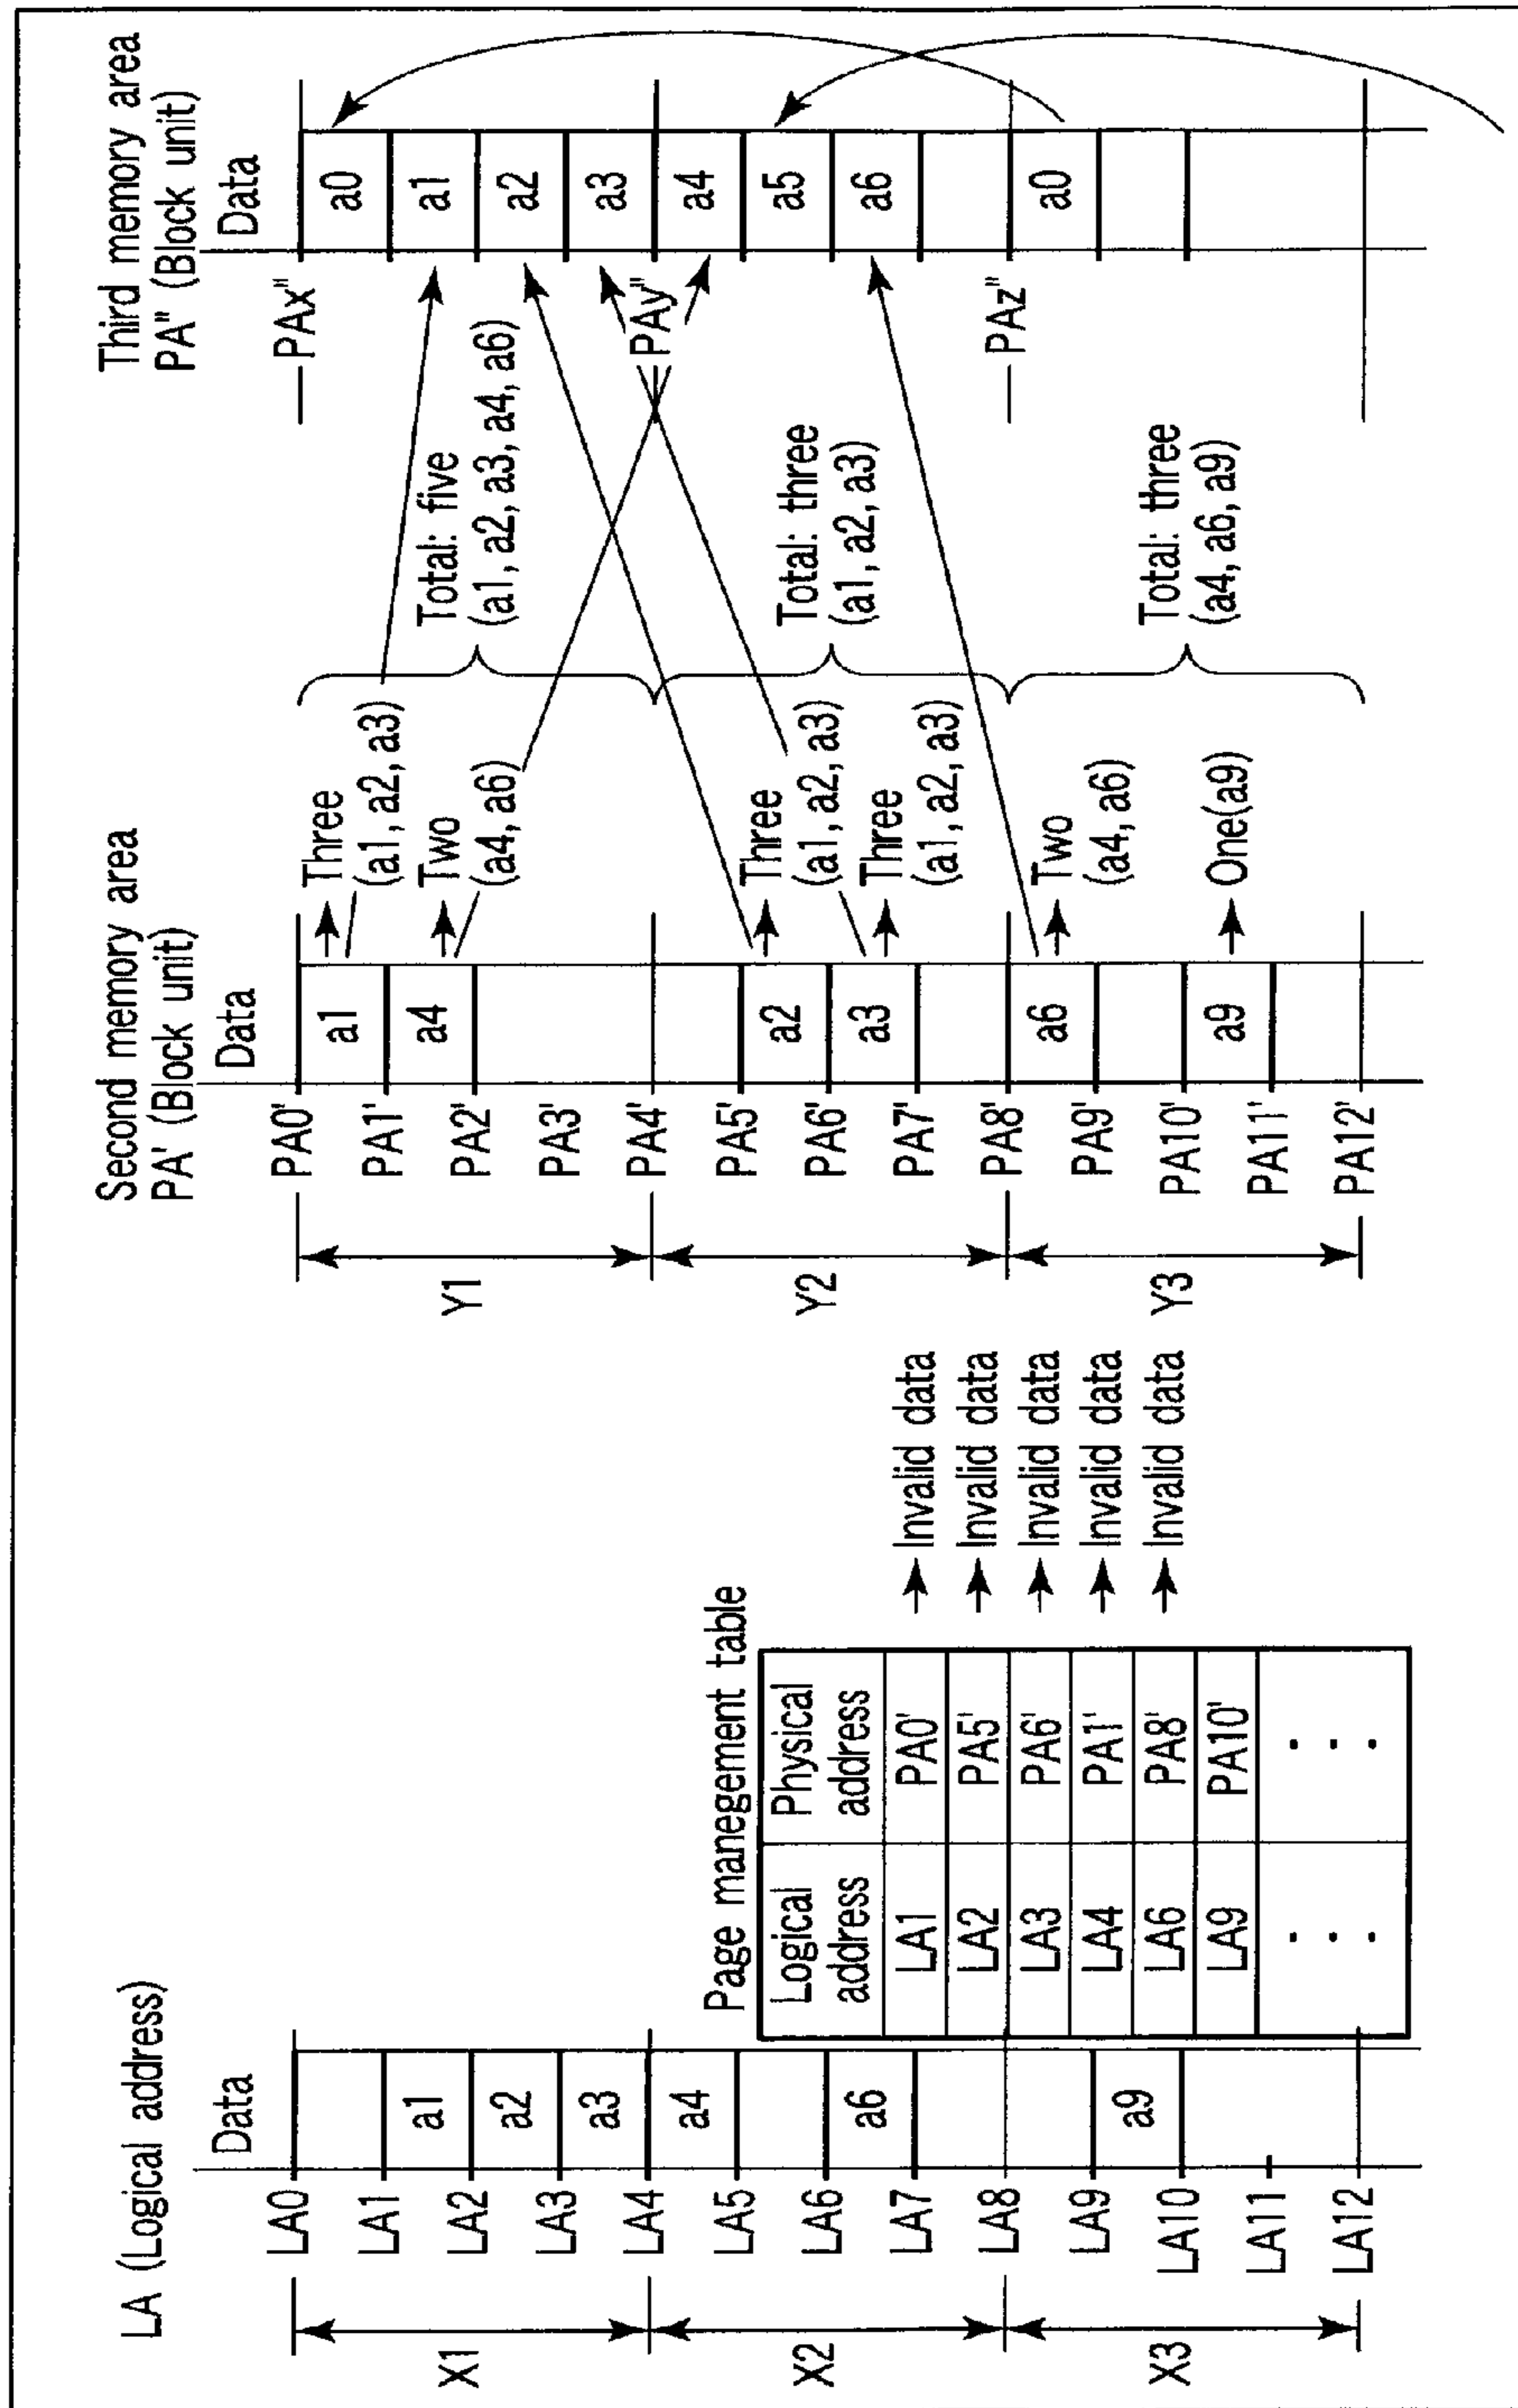 LA (Logical address)
Data
LA0
LA1
a1
LA2
a2
LA3
a3
LA4
a4
LA5
LA6
a6
LA7
LA8
LA9
a9
LA10
LA11
LA12
X1
X2
X3
Page manegement table
Logical address
Physical address
LA1 PA0'
LA2 PA5'
LA3 PA6'
LA4 PA1'
LA6 PA8'
LA9 PA10'
→Invalid data
→Invalid data
→Invalid data
→Invalid data
→Invalid data
Second memory area
PA' (Block unit)
Data
PA0'
a1
PA1'
a4
PA2'
PA3'
PA4'
PA5'
a2
PA6'
a3
PA7'
PA8'
a6
PA9'
PA10'
a9
PA11'
PA12'
Y1
Y2
Y3
→Three
(a1, a2, a3)
→Two
(a4, a6)
→Three
(a1, a2, a3)
→Three
(a1, a2, a3)
→Two
(a4, a6)
→One(a9)
Total: five
(a1, a2, a3, a4, a6)
Total: three
(a1, a2, a3)
Total: three
(a4, a6, a9)
Third memory area
PA" (Block unit)
Data
PAx"
a0
a1
a2
a3
PAy"
a4
a5
a6
PAz"
a0